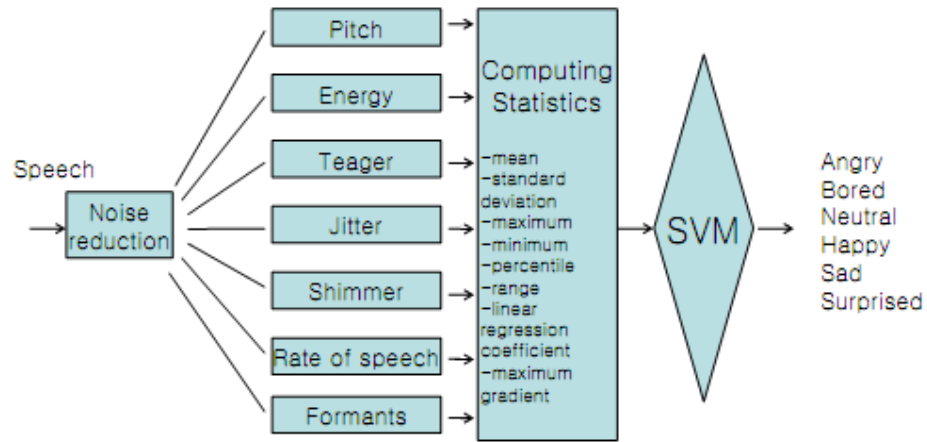 Speech
Noise
reduction
Pitch
Energy
Teager
Jitter
Shimmer
Rate of speech
Formants
Computing
Statistics
-mean
-standard
deviation
-maximum
-minimum
-percentile
-range
-linear
regression
coefficient
-maximum
gradient
SVM
Angry
Bored
Neutral
Happy
Sad
Surprised